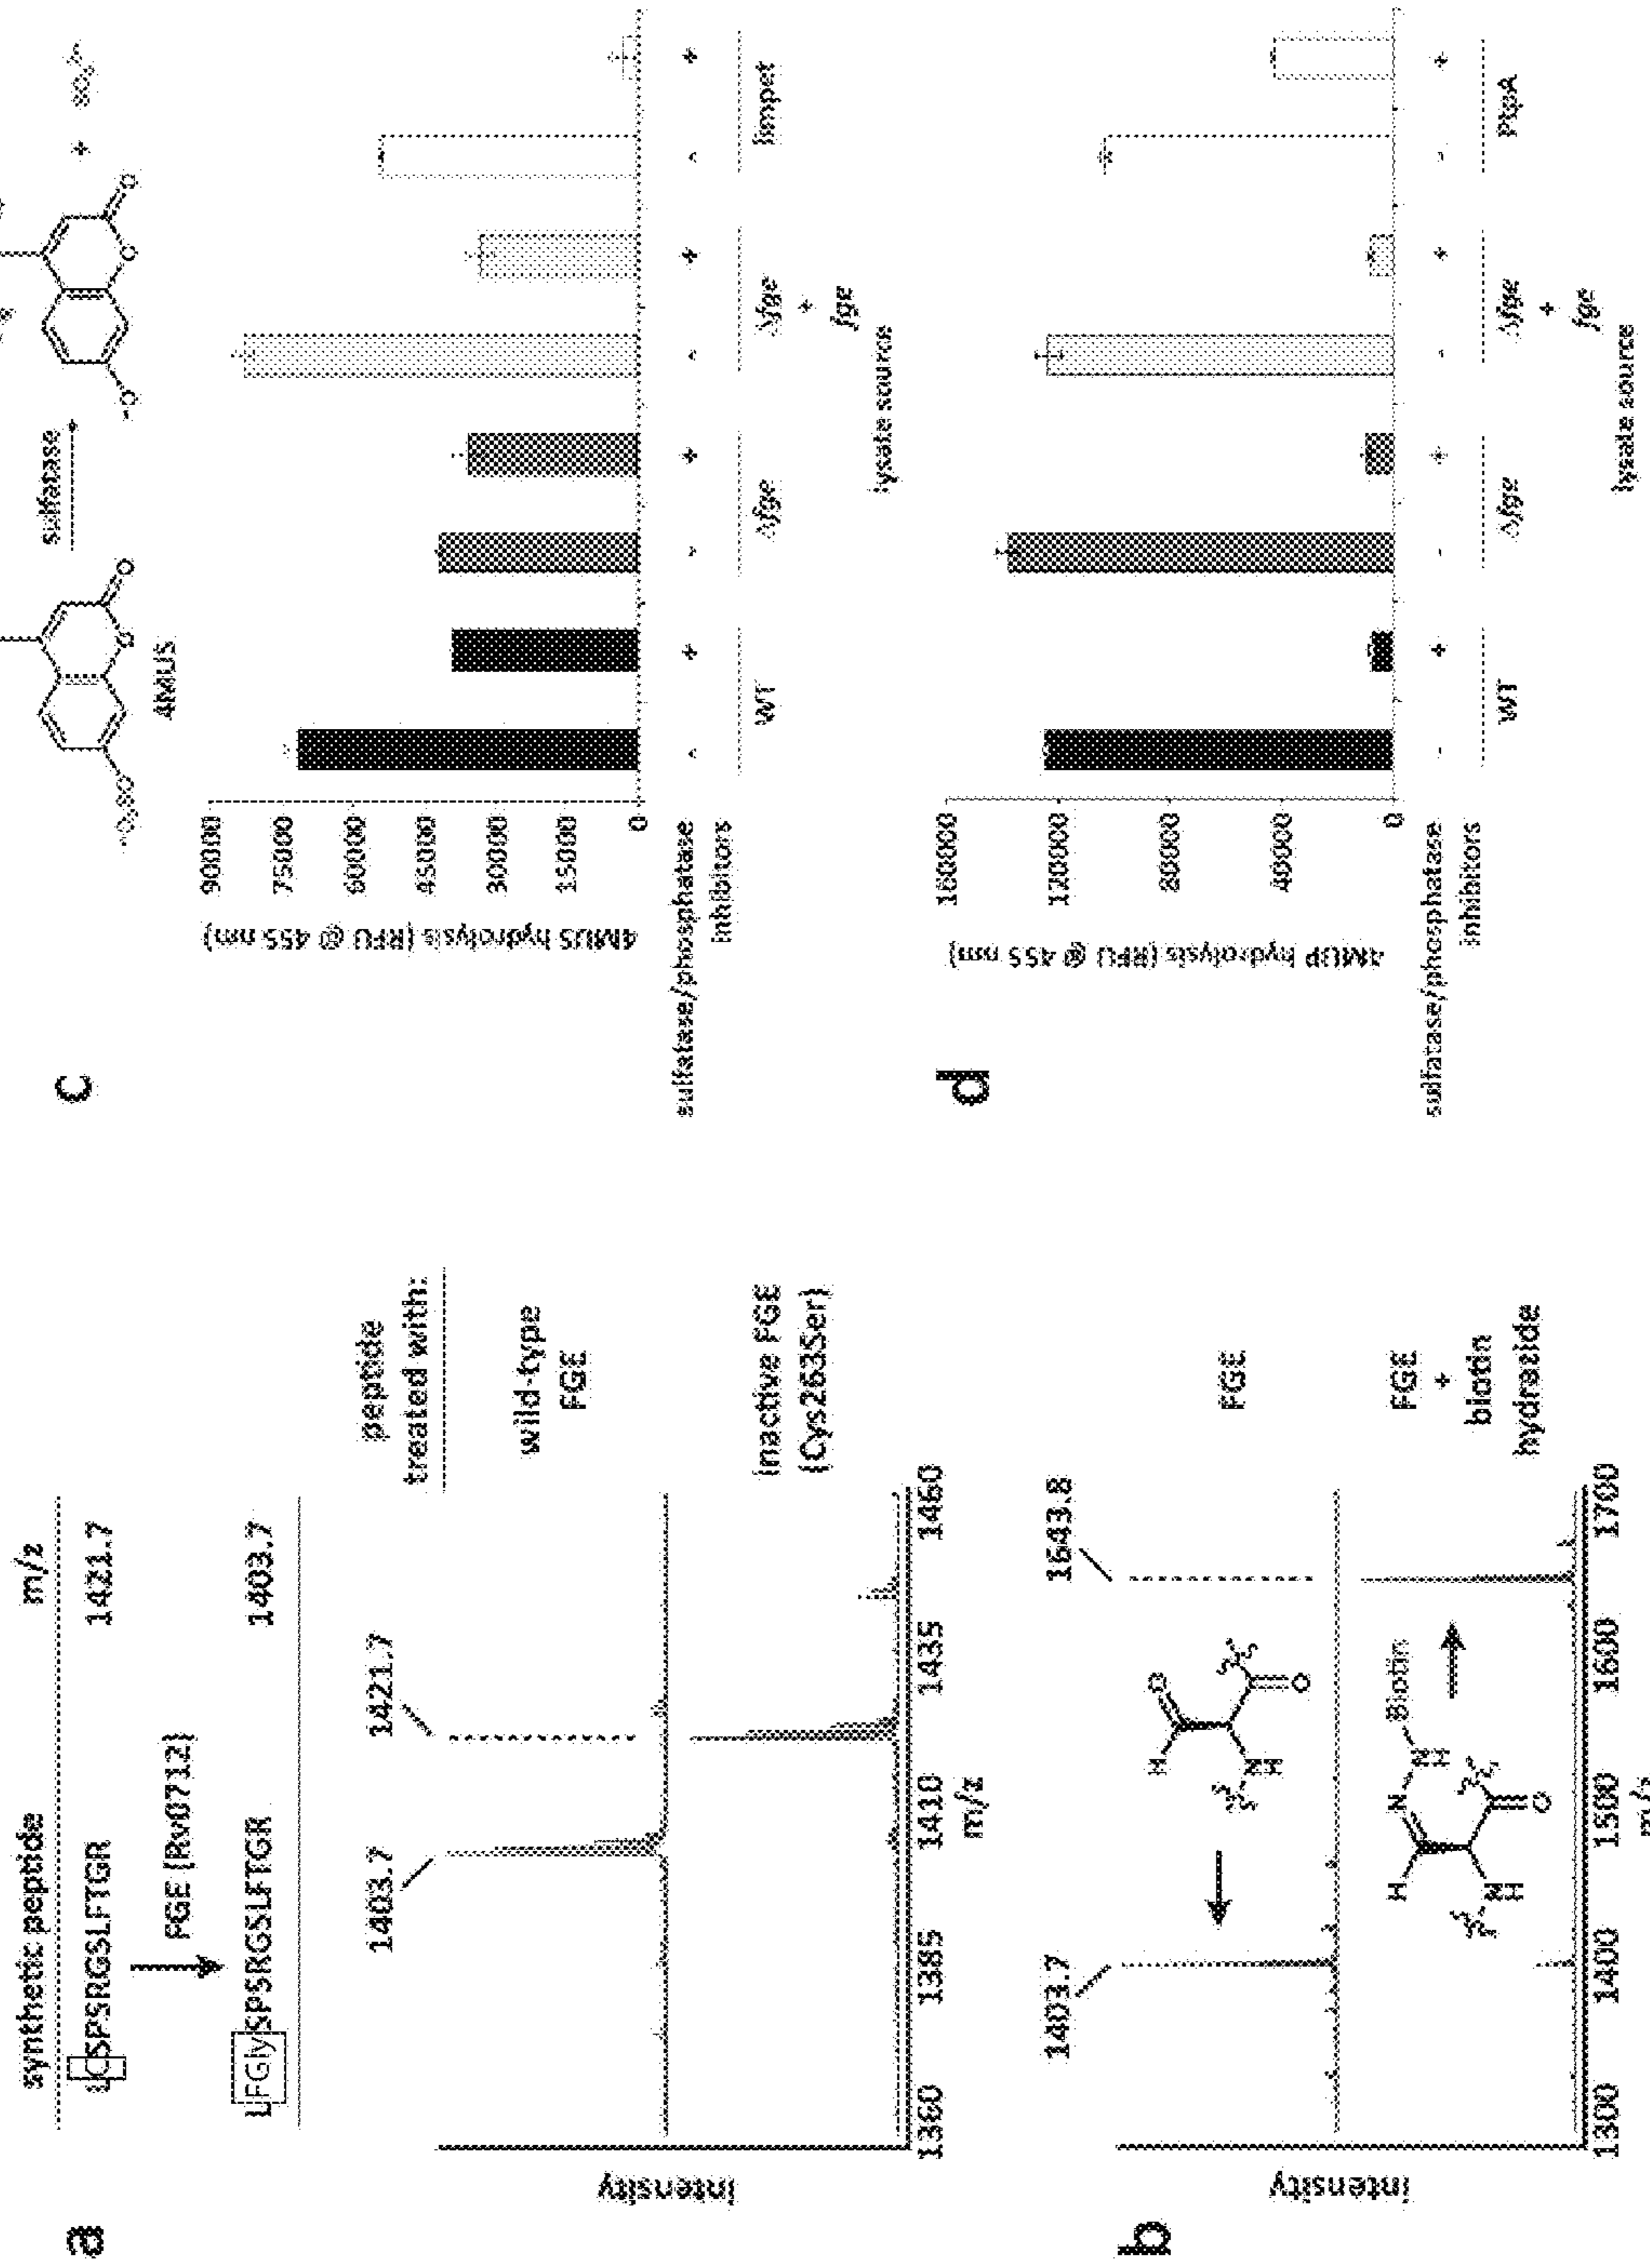 a
synthetic peptide m/z
LCSPSRGSLFTGR 1421.7
FGE (Rv0712)
LFGlySPSRGSLFTGR 1403.7
peptide
treated with:
1403.7 1421.7
wild-type
FGE
inactive FGE
(Cys263Ser)
intensity
1360 1385 1410 1435 1460
m/z
b
1403.7 1643.8
H O
NH O
FGE
H N N H Biotin
NH O
FGE
+
biotin
hydrazide
intensity
1300 1400 1500 1600 1700
m/z
c
sulfatase
-O3SO O O
4MUS
-O O O
+
4MUS hydrolysis (RFU @ 455 nm)
90000
75000
60000
45000
30000
15000
0
sulfatase/phosphatase
inhibitors
- + - + - + - +
WT Δfge Δfge limpet
+
fge
lysate source
d
4MUP hydrolysis (RFU @ 455 nm)
160000
120000
80000
40000
0
sulfatase/phosphatase
inhibitors
- + - + - + - +
WT Δfge Δfge PtpA
+
fge
lysate source